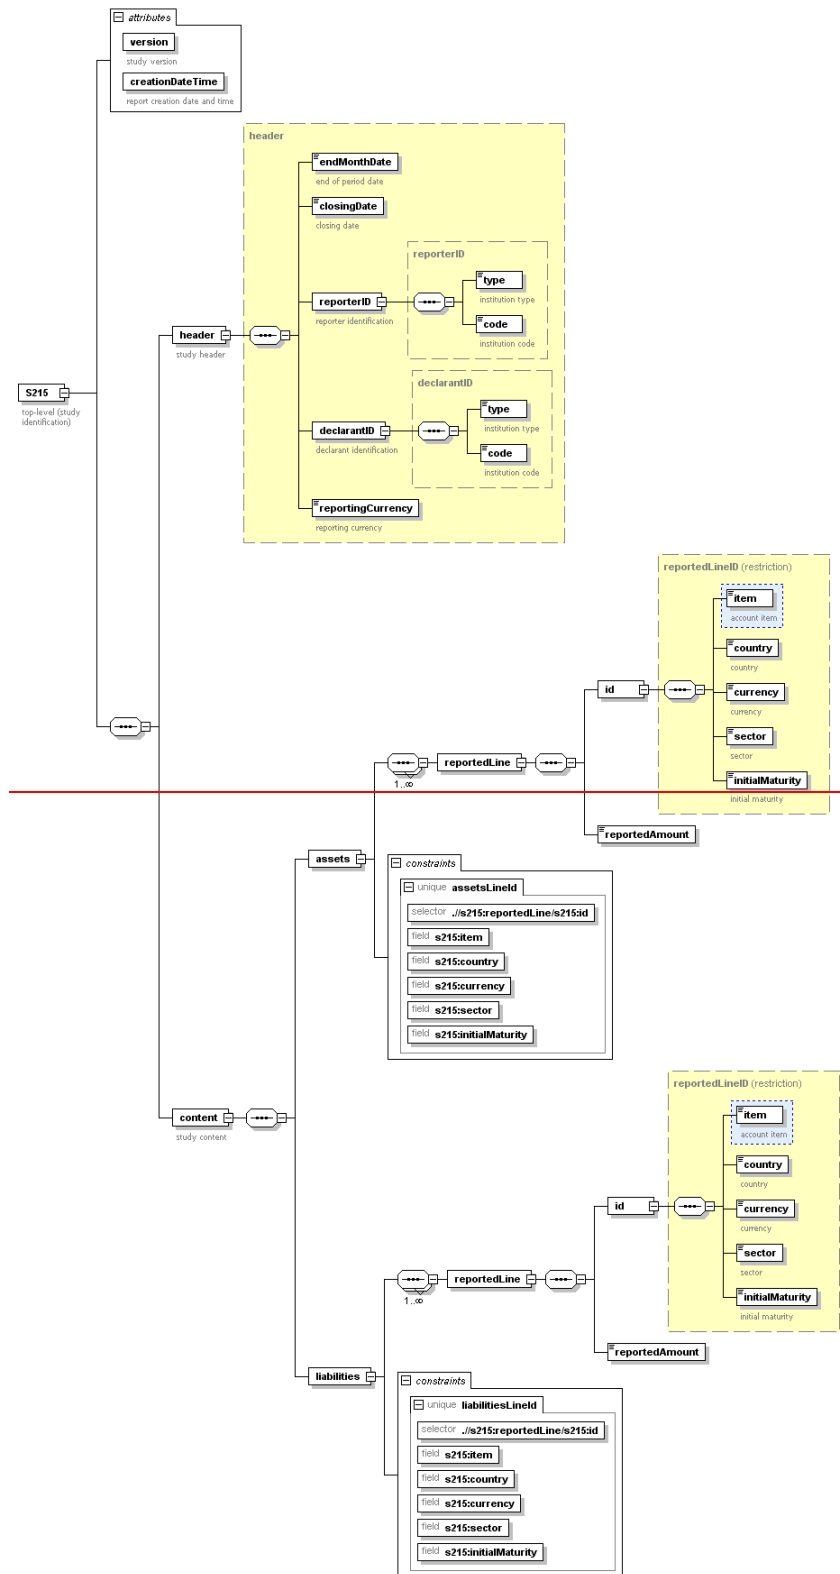 attributes
version
study version
creationDateTime
report creation date and time
header
endMonthDate
end of period date
closingDate
closing date
reporterID
type
institution type
reporterID
reporter identification
code
institution code
header
study header
declarantID
S215
top-level (study
identification)
type
institution type
declarantID
declarant identification
code
institution code
reportingCurrency
reporting currency
reportedLineID (restriction)
item
account item
country
country
id
currency
currency
sector
sector
reportedLine
1..∞
initialMaturity
initial maturity
reportedAmount
assets
constraints
unique assetsLineId
selector .//s215:reportedLine/s215:id
field s215:item
field s215:country
field s215:currency
field s215:sector
field s215:initialMaturity
reportedLineID (restriction)
content
study content
item
account item
country
country
id
currency
currency
sector
sector
reportedLine
1..∞
initialMaturity
initial maturity
reportedAmount
liabilities
constraints
unique liabilitiesLineId
selector .//s215:reportedLine/s215:id
field s215:item
field s215:country
field s215:currency
field s215:sector
field s215:initialMaturity